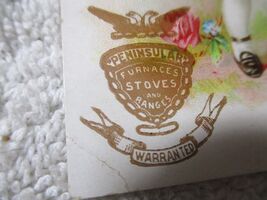 PENINSULAR
FURNACES
STOVES
AND
RANGES
WARRANTED